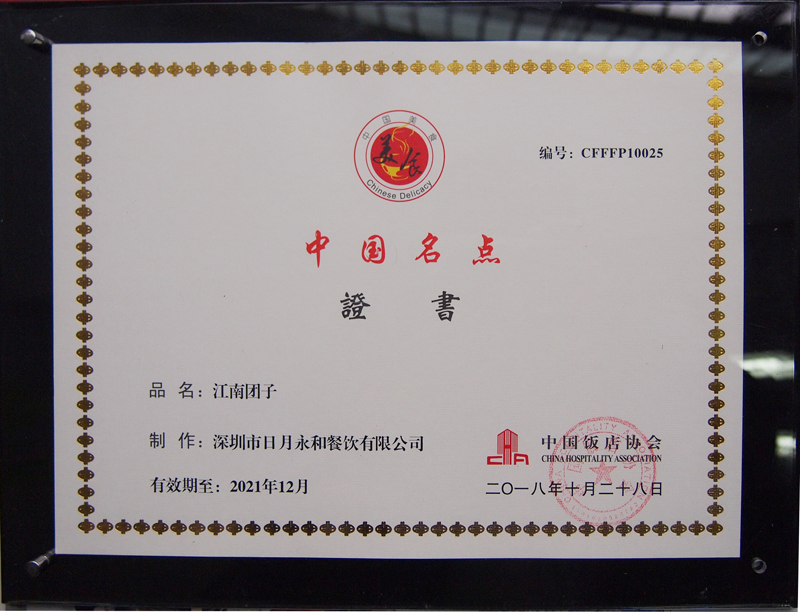 中国美食
美食
Chinese Delicacy
编号：CFFFP10025
中国名点
證書
品 名：江南团子
制 作：深圳市日月永和餐饮有限公司
有效期至：2021年12月
CHA
中国饭店协会
CHINA HOSPITALITY ASSOCIATION
二〇一八年十月二十八日